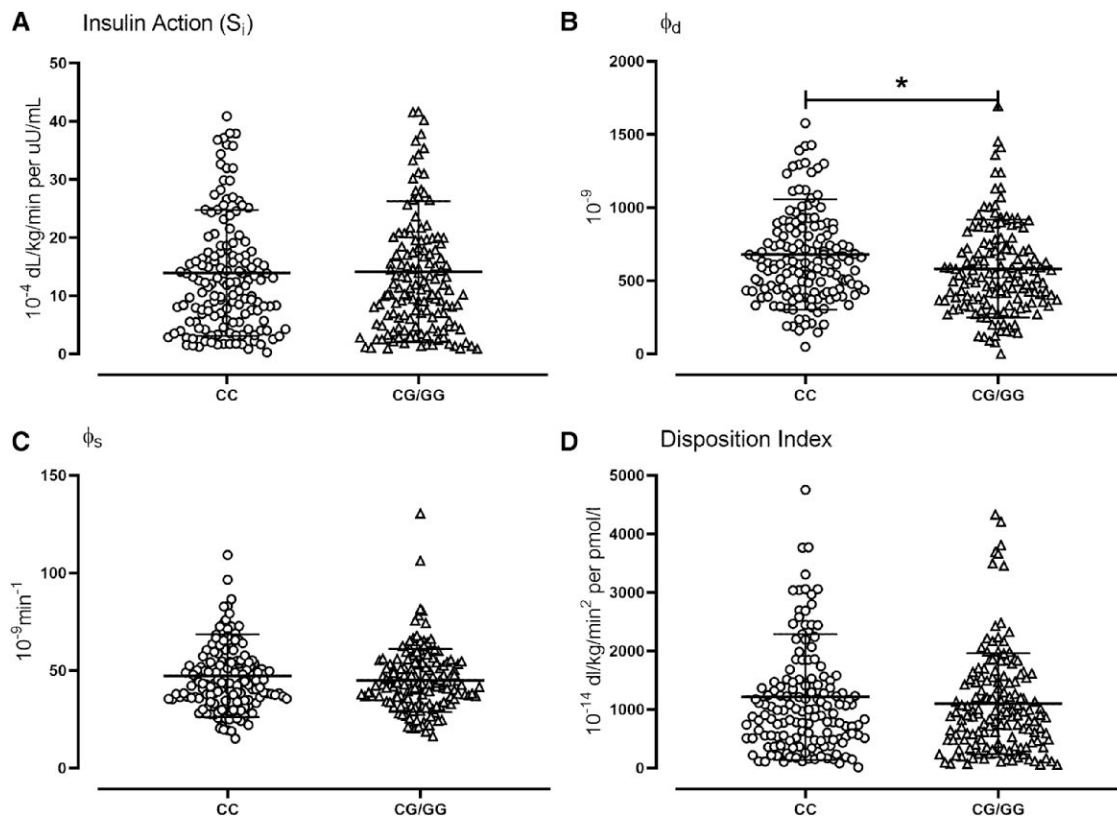 A Insulin Action (Sᵢ)
10⁻⁴ dL/kg/min per uU/mL
50
40
30
20
10
0
CC CG/GG
B ϕd
*
10⁻⁹
2000
1500
1000
500
0
CC CG/GG
C ϕs
10⁻⁹min⁻¹
150
100
50
0
CC CG/GG
D Disposition Index
10⁻¹⁴ dl/kg/min² per pmol/l
5000
4000
3000
2000
1000
0
CC CG/GG